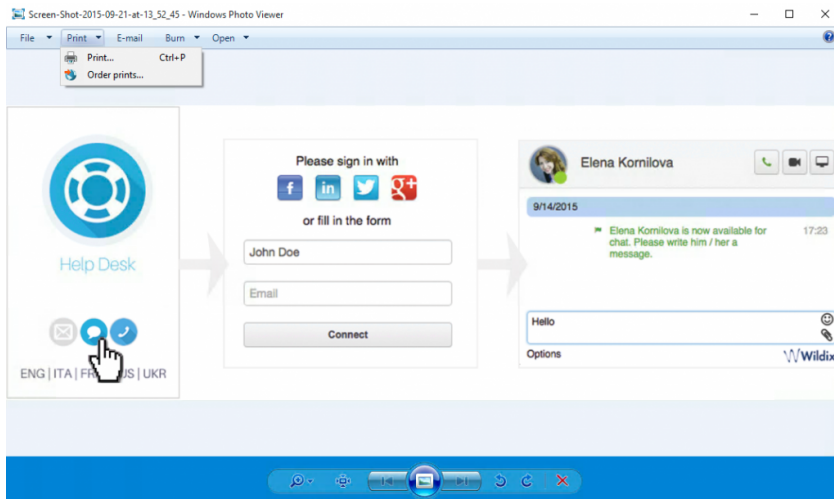 Screen-Shot-2015-09-21-at-13_52_45 - Windows Photo Viewer
File Print E-mail Burn Open
Print... Ctrl+P
Order prints...
Help Desk
ENG | ITA | FR US | UKR
Please sign in with
f in g+
or fill in the form
John Doe
Email
Connect
Elena Kornilova
9/14/2015
Elena Kornilova is now available for 17:23
chat. Please write him / her a
message.
Hello
Options
Wildix